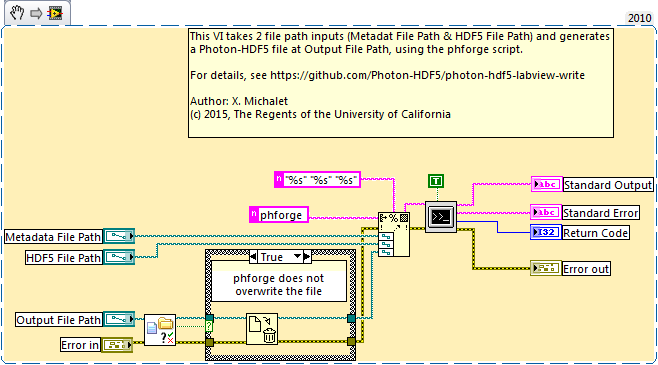 2010
This VI takes 2 file path inputs (Metadat File Path & HDF5 File Path) and generates
a Photon-HDF5 file at Output File Path, using the phforge script.
For details, see https://github.com/Photon-HDF5/photon-hdf5-labview-write
Author: X. Michalet
(c) 2015, The Regents of the University of California
"%s" "%s" "%s"
T
abc Standard Output
phforge
%
abc Standard Error
Metadata File Path
I32 Return Code
HDF5 File Path
True
Error out
phforge does not
overwrite the file
Output File Path
?
Error in